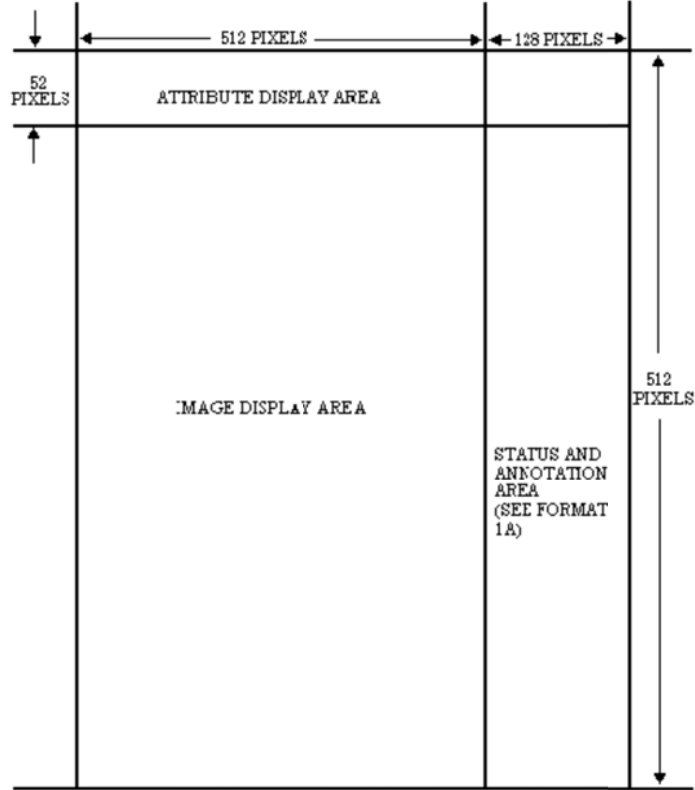 512 PIXELS
128 PIXELS
52
PIXELS
ATTRIBUTE DISPLAY AREA
IMAGE DISPLAY AREA
512
PIXELS
STATUS AND
ANNOTATION
AREA
(SEE FORMAT
1A)